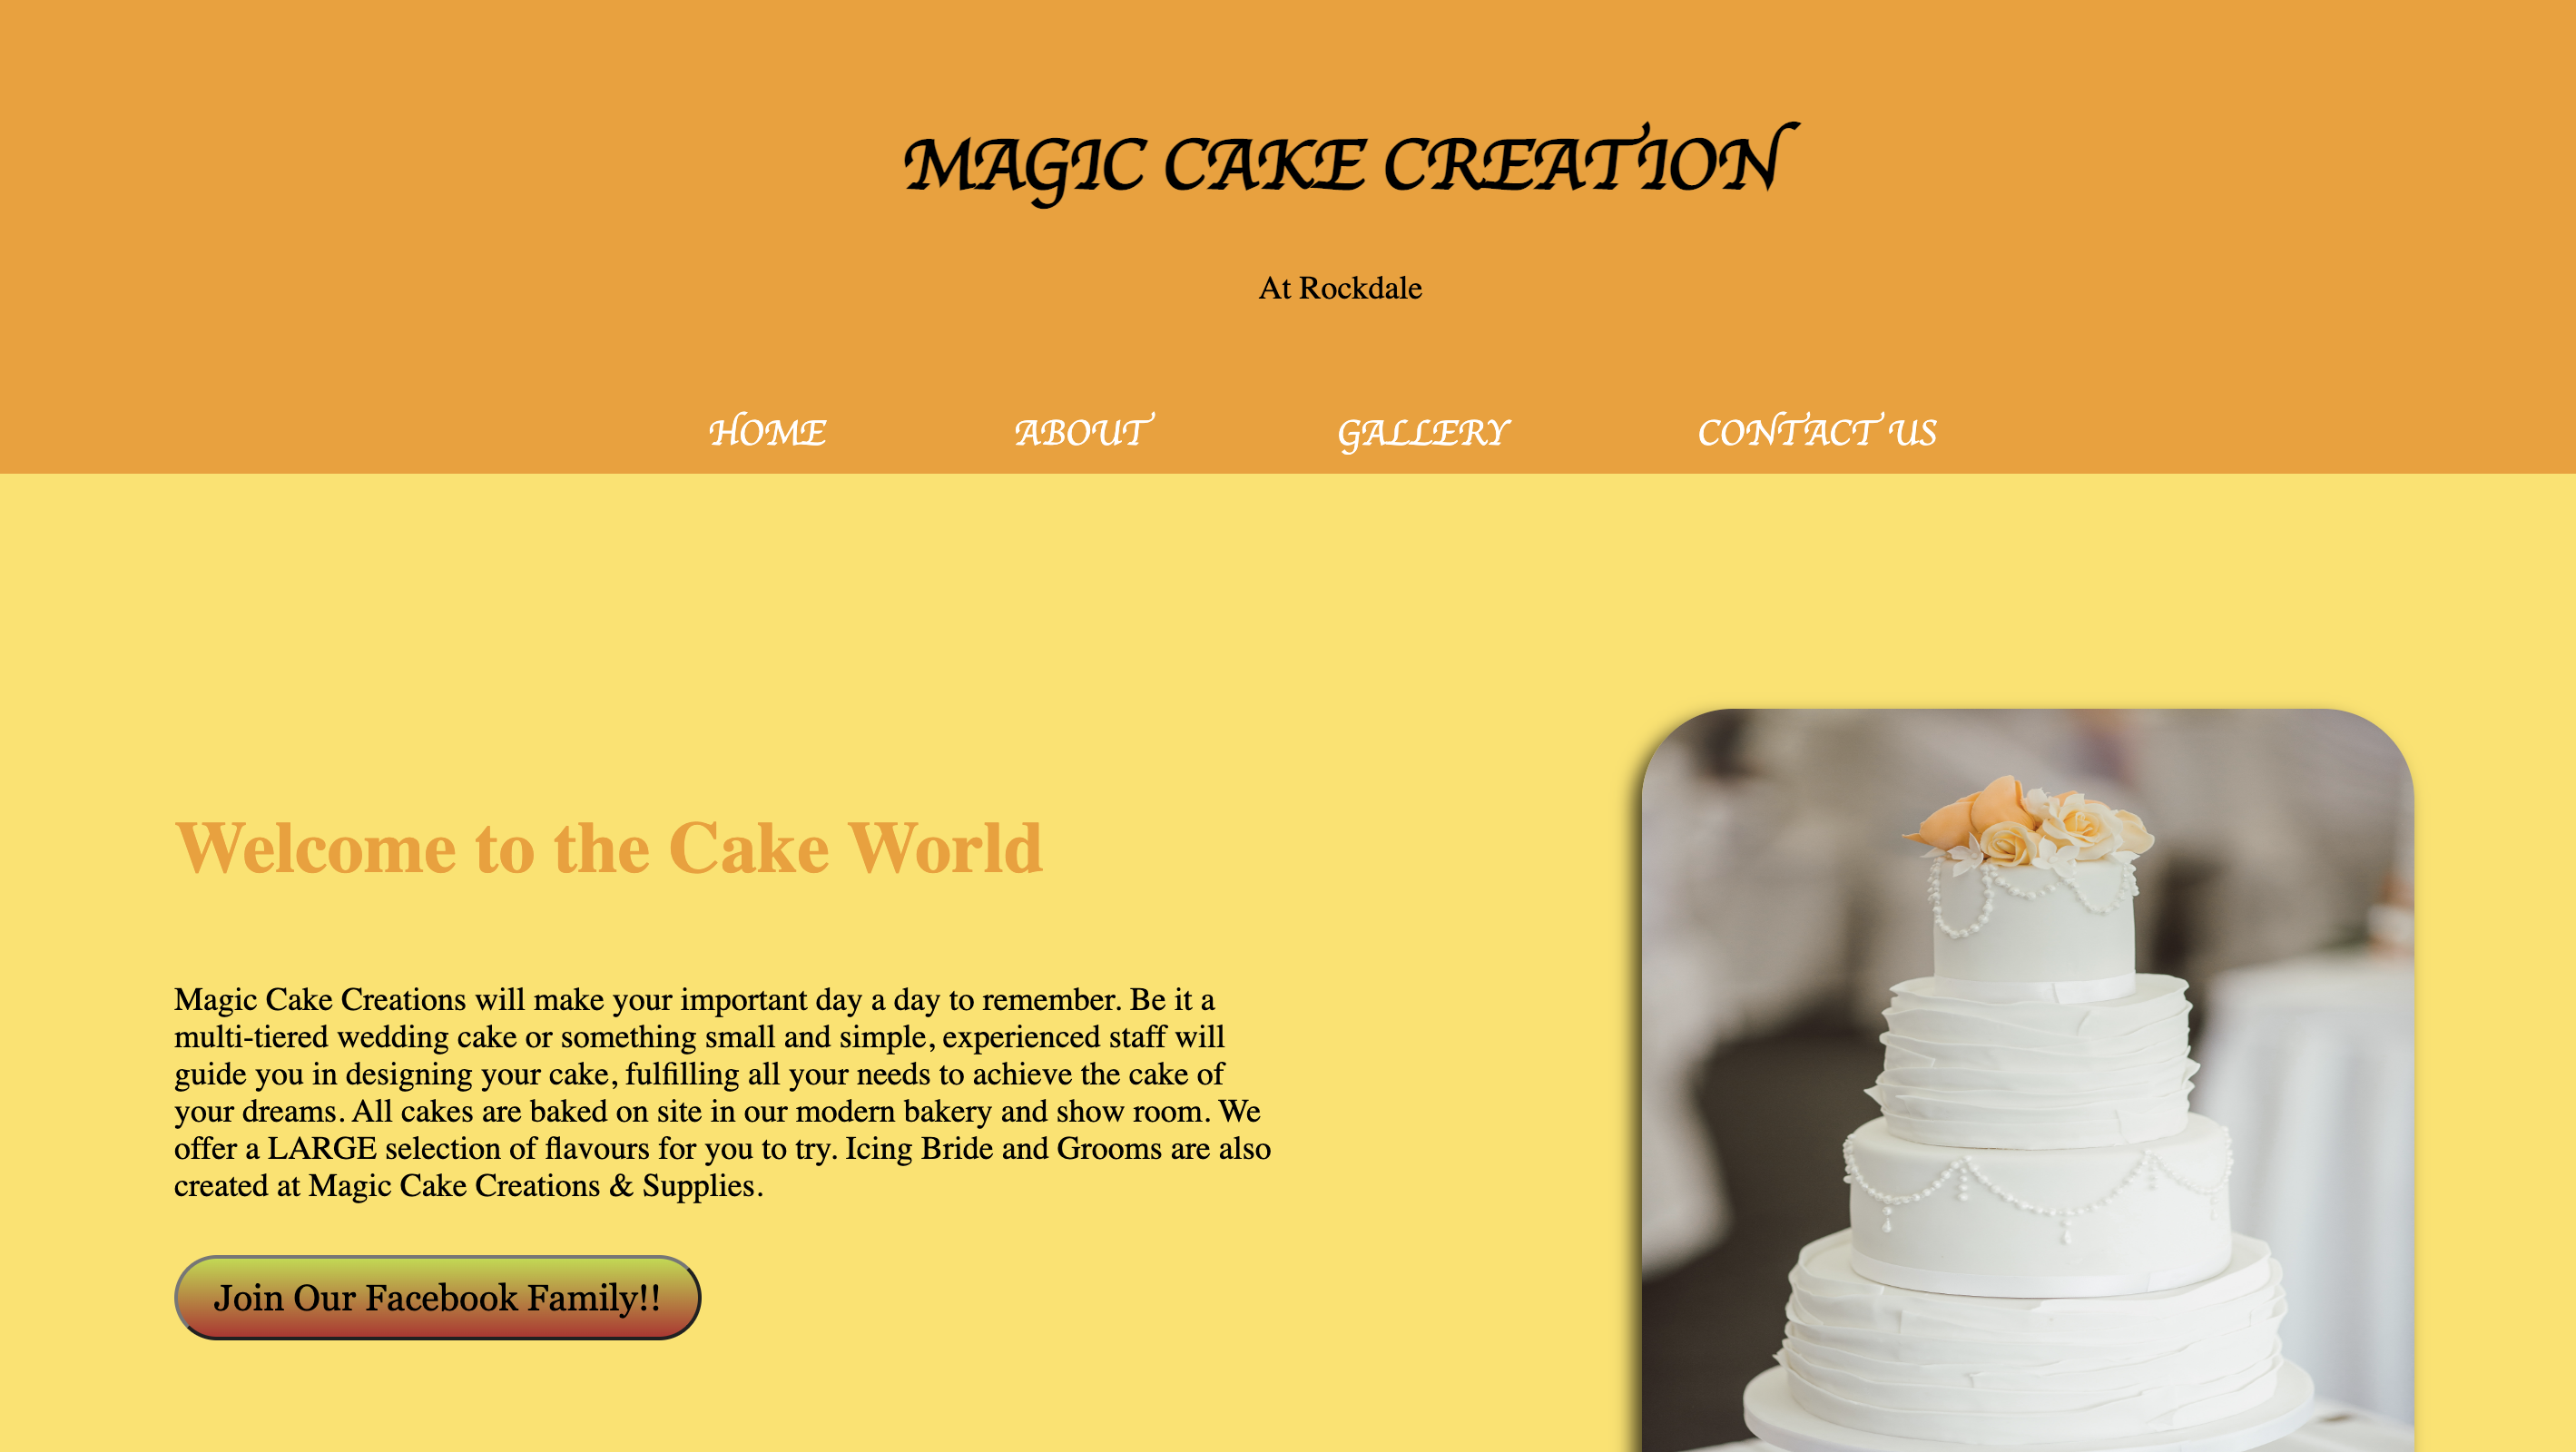 MAGIC CAKE CREATION
At Rockdale
HOME ABOUT GALLERY CONTACT US
Welcome to the Cake World
Magic Cake Creations will make your important day a day to remember. Be it a
multi-tiered wedding cake or something small and simple, experienced staff will
guide you in designing your cake, fulfilling all your needs to achieve the cake of
your dreams. All cakes are baked on site in our modern bakery and show room. We
offer a LARGE selection of flavours for you to try. Icing Bride and Grooms are also
created at Magic Cake Creations & Supplies.
Join Our Facebook Family!!